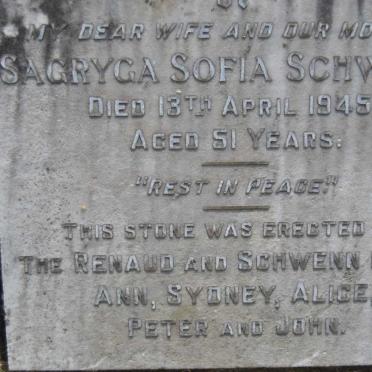 MY DEAR WIFE AND OUR MO
SAGRYGA SOFIA SCHW
DIED 13TH APRIL 1945
AGED 51 YEARS.
"REST IN PEACE."
THIS STONE WAS ERECTED
THE RENAUD AND SCHWENN
ANN, SYDNEY, ALICE,
PETER AND JOHN.